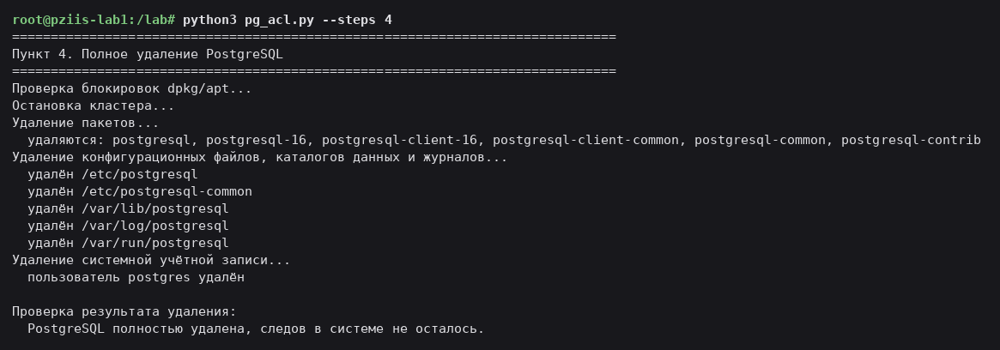 root@pziis-lab1:/lab# python3 pg_acl.py --steps 4
==============================================================================
Пункт 4. Полное удаление PostgreSQL
==============================================================================
Проверка блокировок dpkg/apt...
Остановка кластера...
Удаление пакетов...
  удаляются: postgresql, postgresql-16, postgresql-client-16, postgresql-client-common, postgresql-common, postgresql-contrib
Удаление конфигурационных файлов, каталогов данных и журналов...
  удалён /etc/postgresql
  удалён /etc/postgresql-common
  удалён /var/lib/postgresql
  удалён /var/log/postgresql
  удалён /var/run/postgresql
Удаление системной учётной записи...
  пользователь postgres удалён

Проверка результата удаления:
  PostgreSQL полностью удалена, следов в системе не осталось.